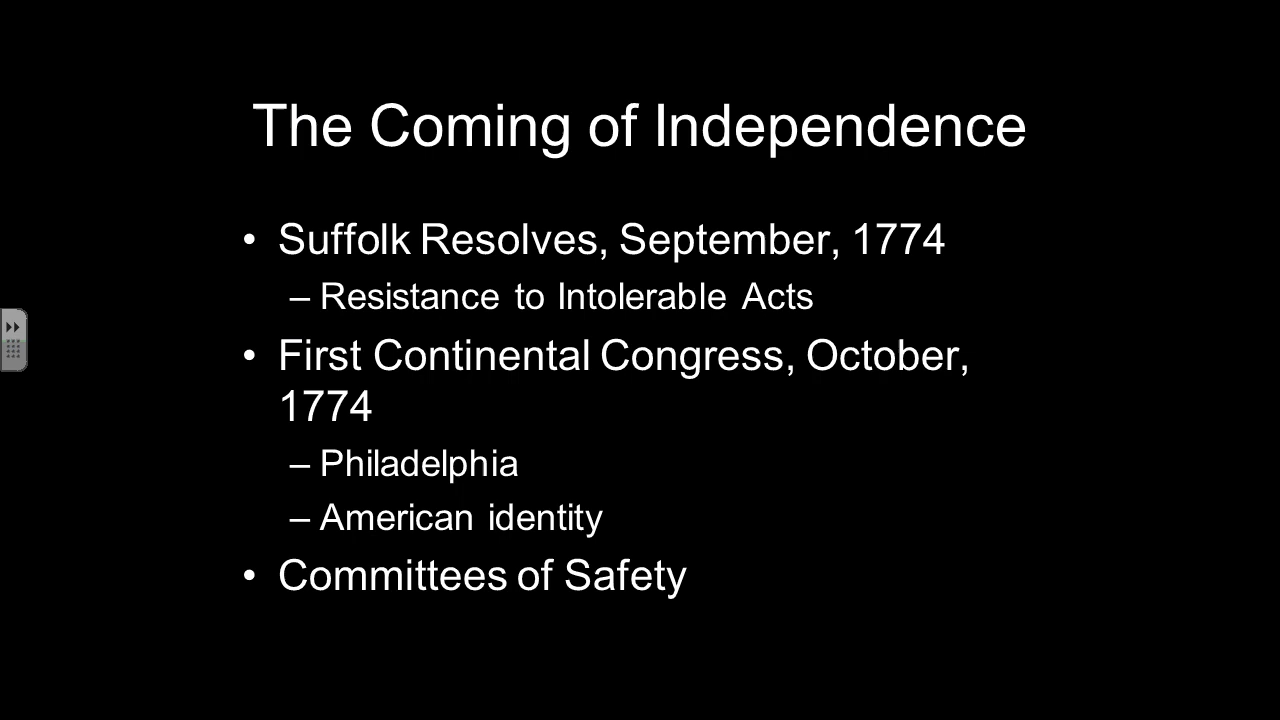 The Coming of Independence
• Suffolk Resolves, September, 1774
– Resistance to Intolerable Acts
• First Continental Congress, October,
1774
– Philadelphia
– American identity
• Committees of Safety